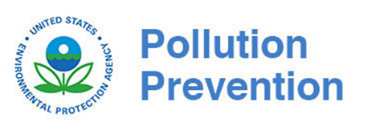 UNITED STATES
ENVIRONMENTAL PROTECTION AGENCY
Pollution
Prevention